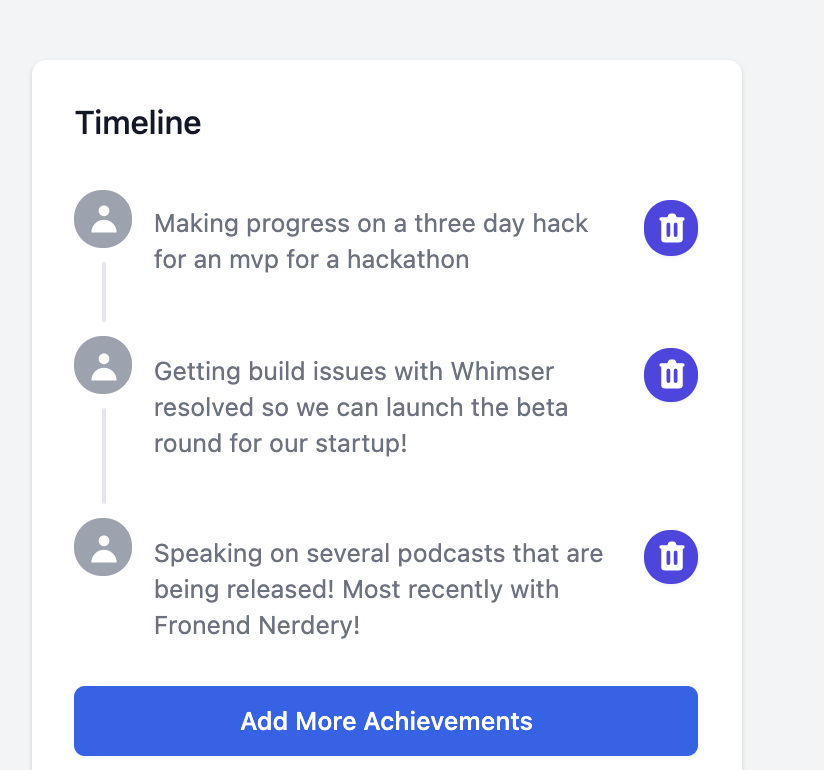 Timeline
Making progress on a three day hack
for an mvp for a hackathon
Getting build issues with Whimser
resolved so we can launch the beta
round for our startup!
Speaking on several podcasts that are
being released! Most recently with
Fronend Nerdery!
Add More Achievements